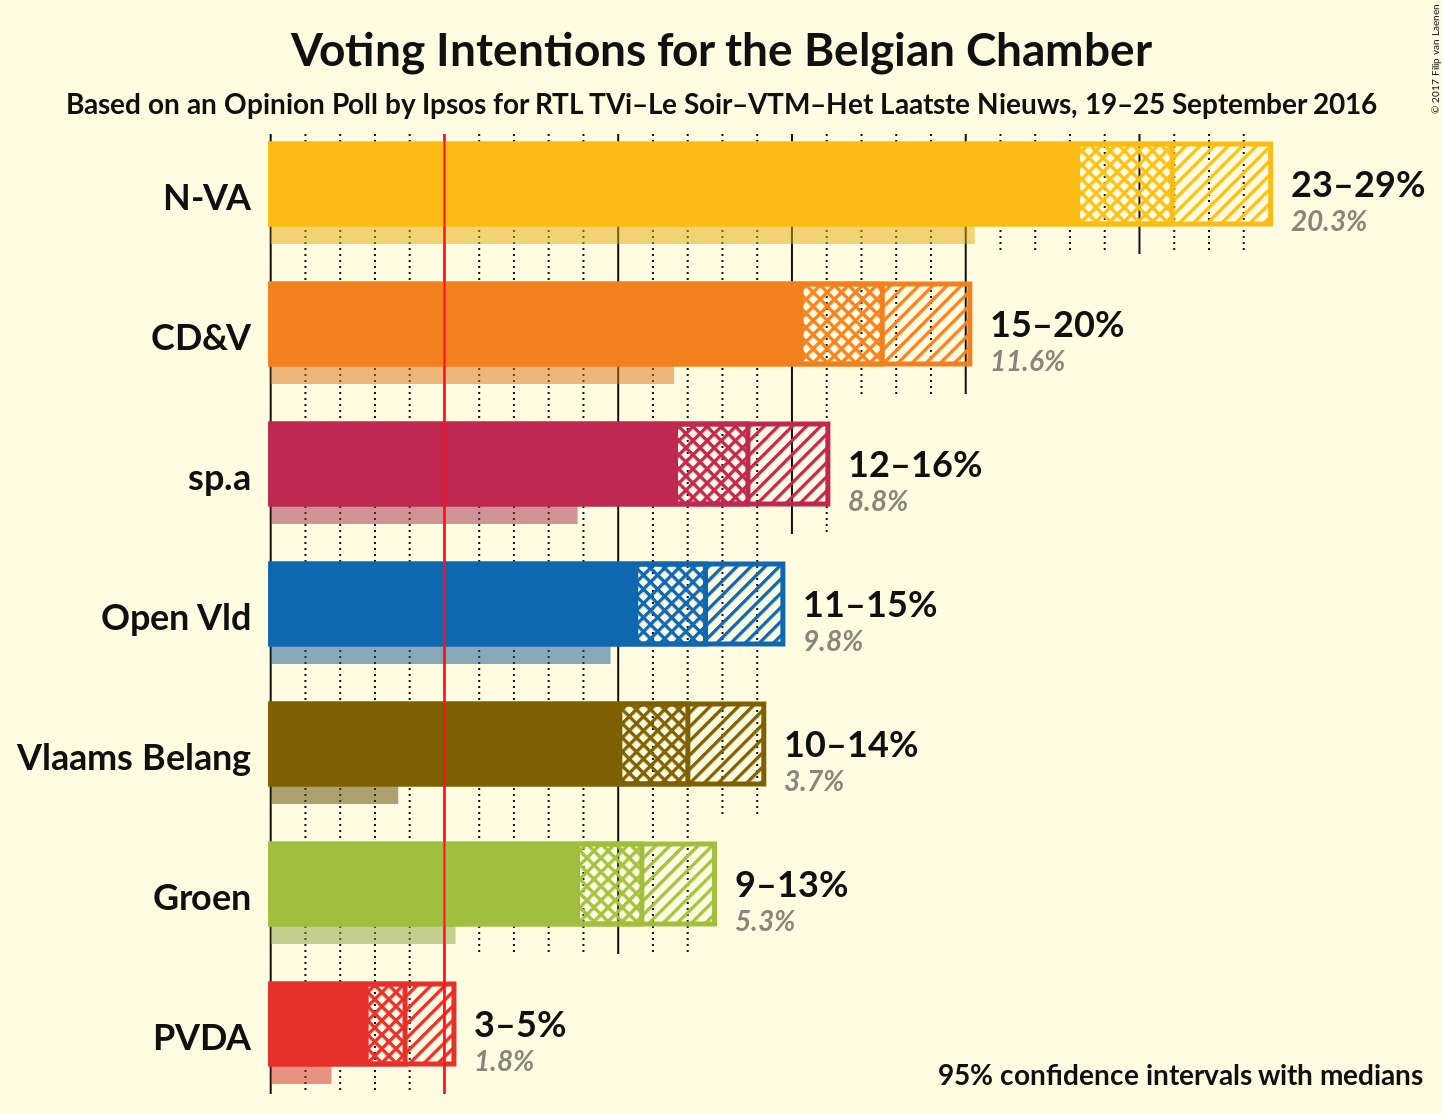 Voting Intentions for the Belgian Chamber
Based on an Opinion Poll by Ipsos for RTL TVi–Le Soir–VTM–Het Laatste Nieuws, 19–25 September 2016
© 2017 Filip van Laenen
N-VA
23–29%
20.3%
CD&V
15–20%
11.6%
sp.a
12–16%
8.8%
Open Vld
11–15%
9.8%
Vlaams Belang
10–14%
3.7%
Groen
9–13%
5.3%
PVDA
3–5%
1.8%
95% confidence intervals with medians